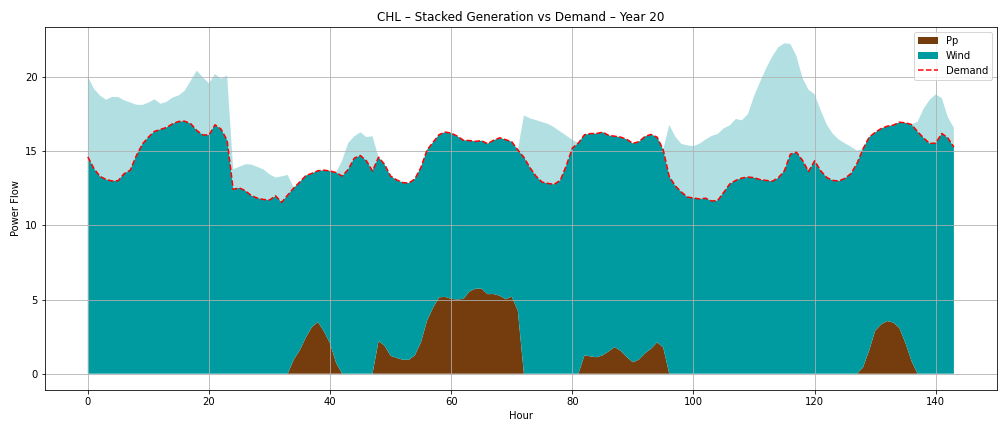 CHL – Stacked Generation vs Demand – Year 20
Pp
Wind
Demand
Power Flow
20
15
10
5
0
0 20 40 60 80 100 120 140
Hour